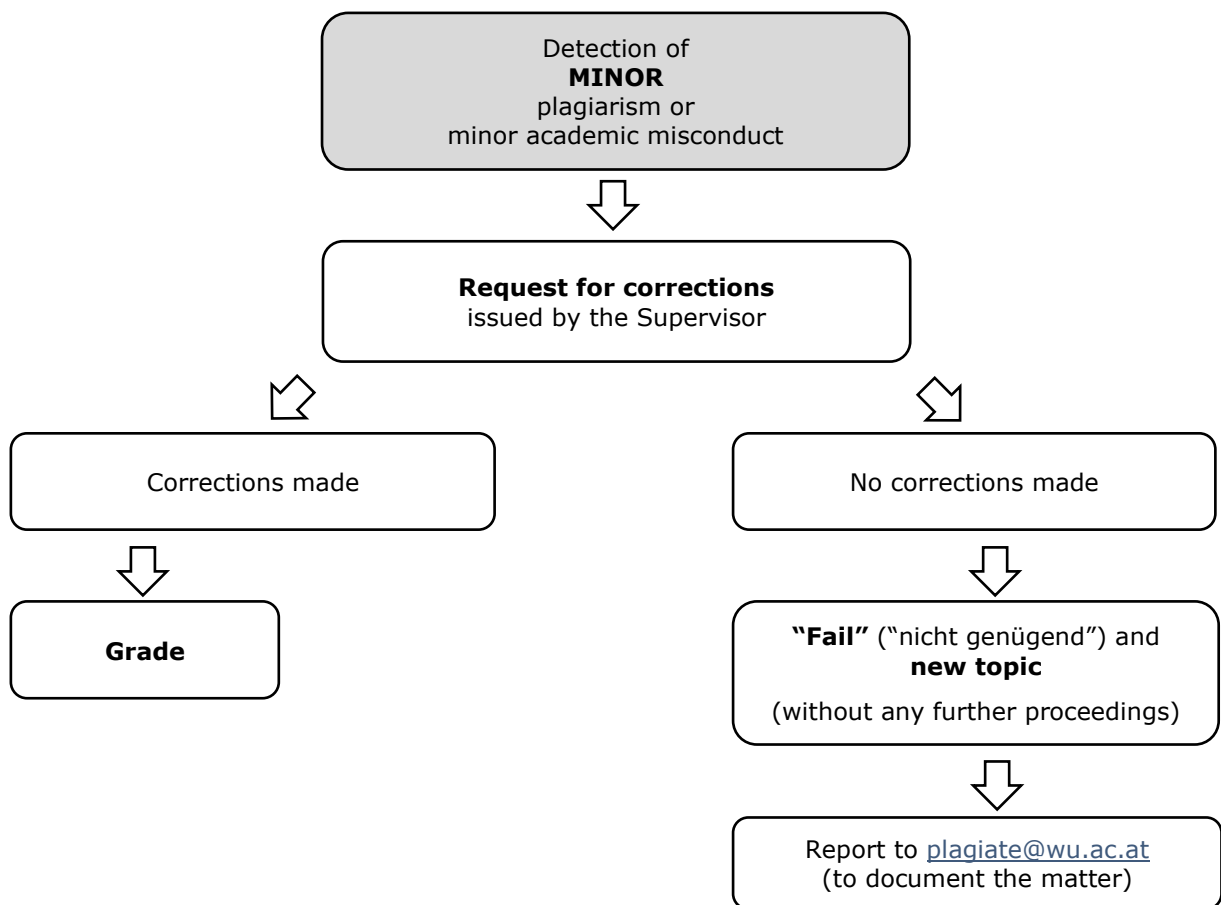 Detection of
MINOR
plagiarism or
minor academic misconduct
Request for corrections
issued by the Supervisor
Corrections made
No corrections made
Grade
“Fail” (“nicht genügend”) and
new topic
(without any further proceedings)
Report to plagiate@wu.ac.at
(to document the matter)